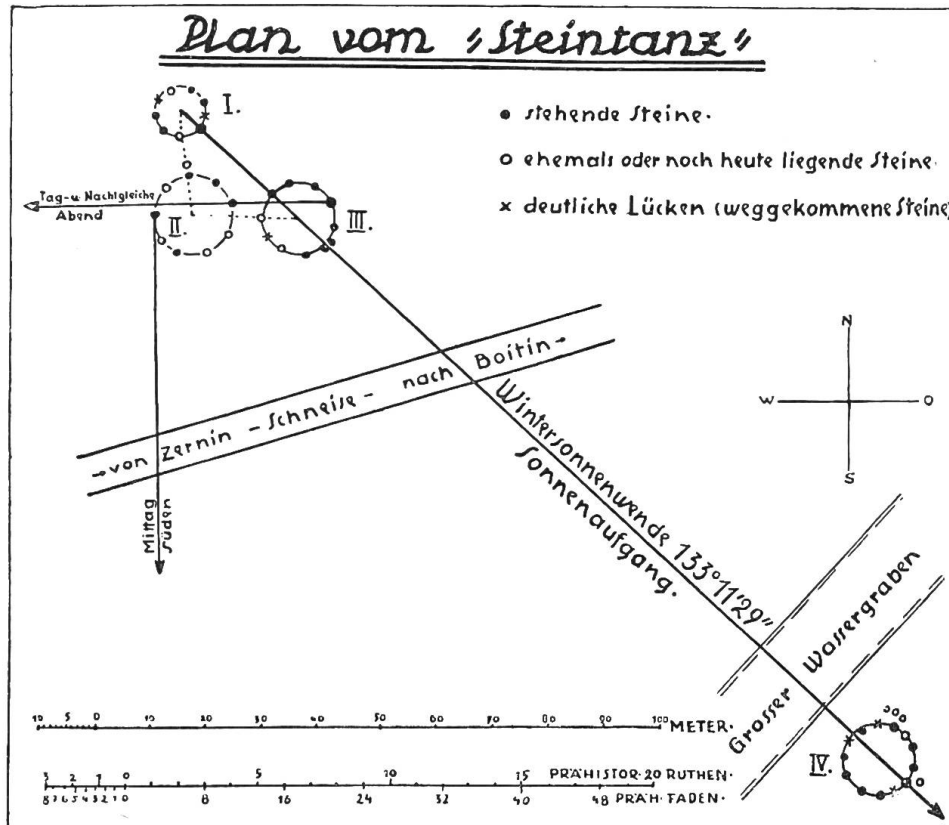 Plan vom "Steintanz"
I.
• stehende Steine.
o ehemals oder noch heute liegende Steine.
× deutliche Lücken (weggekommene Steine)
Tag-u. Nachtgleiche
Abend
II.
III.
→ von Zernin - Schneise - nach Boitin →
Mittag
Süden
Wintersonnenwende 133°11'29"
Sonnenaufgang.
N
W O
S
Grosser Wassergraben
IV.
10 5 0 10 20 30 40 50 60 70 80 90 100 METER.
3 2 1 0 5 10 15 PRÄHISTOR. 20 RUTHEN.
8 7 6 5 4 3 2 1 0 8 16 24 32 40 48 PRÄH. FADEN.